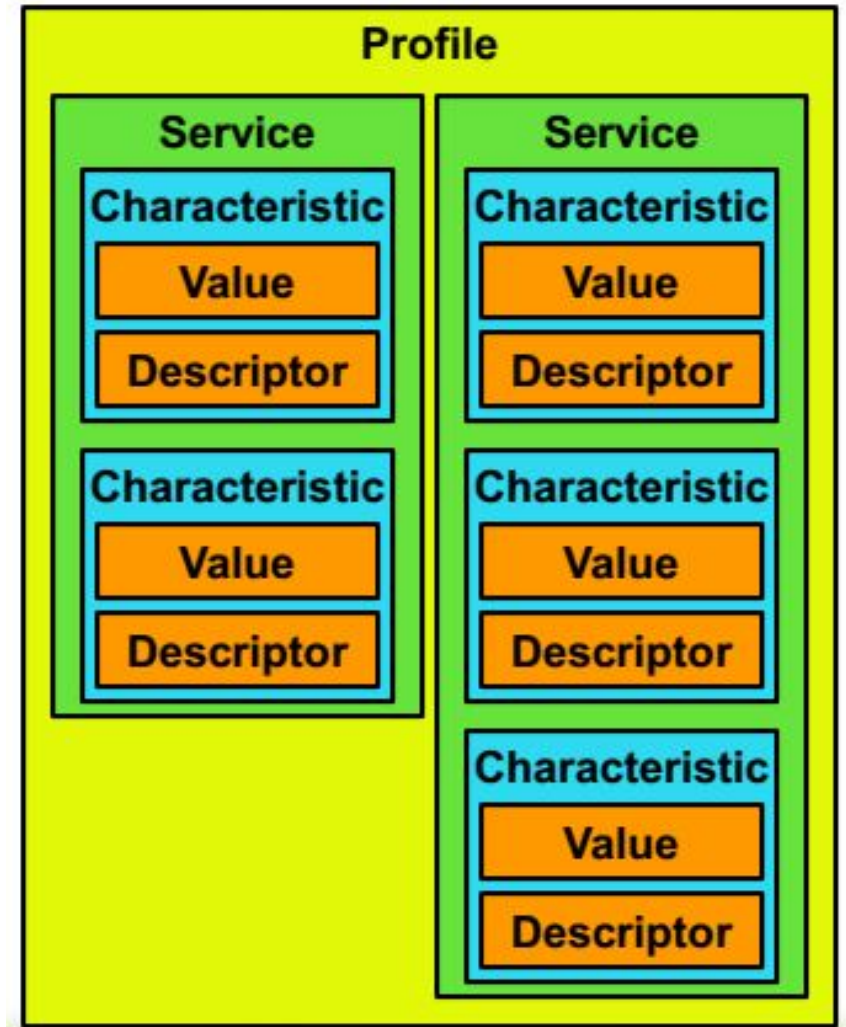 Profile
Service
Characteristic
Value
Descriptor
Characteristic
Value
Descriptor
Service
Characteristic
Value
Descriptor
Characteristic
Value
Descriptor
Characteristic
Value
Descriptor